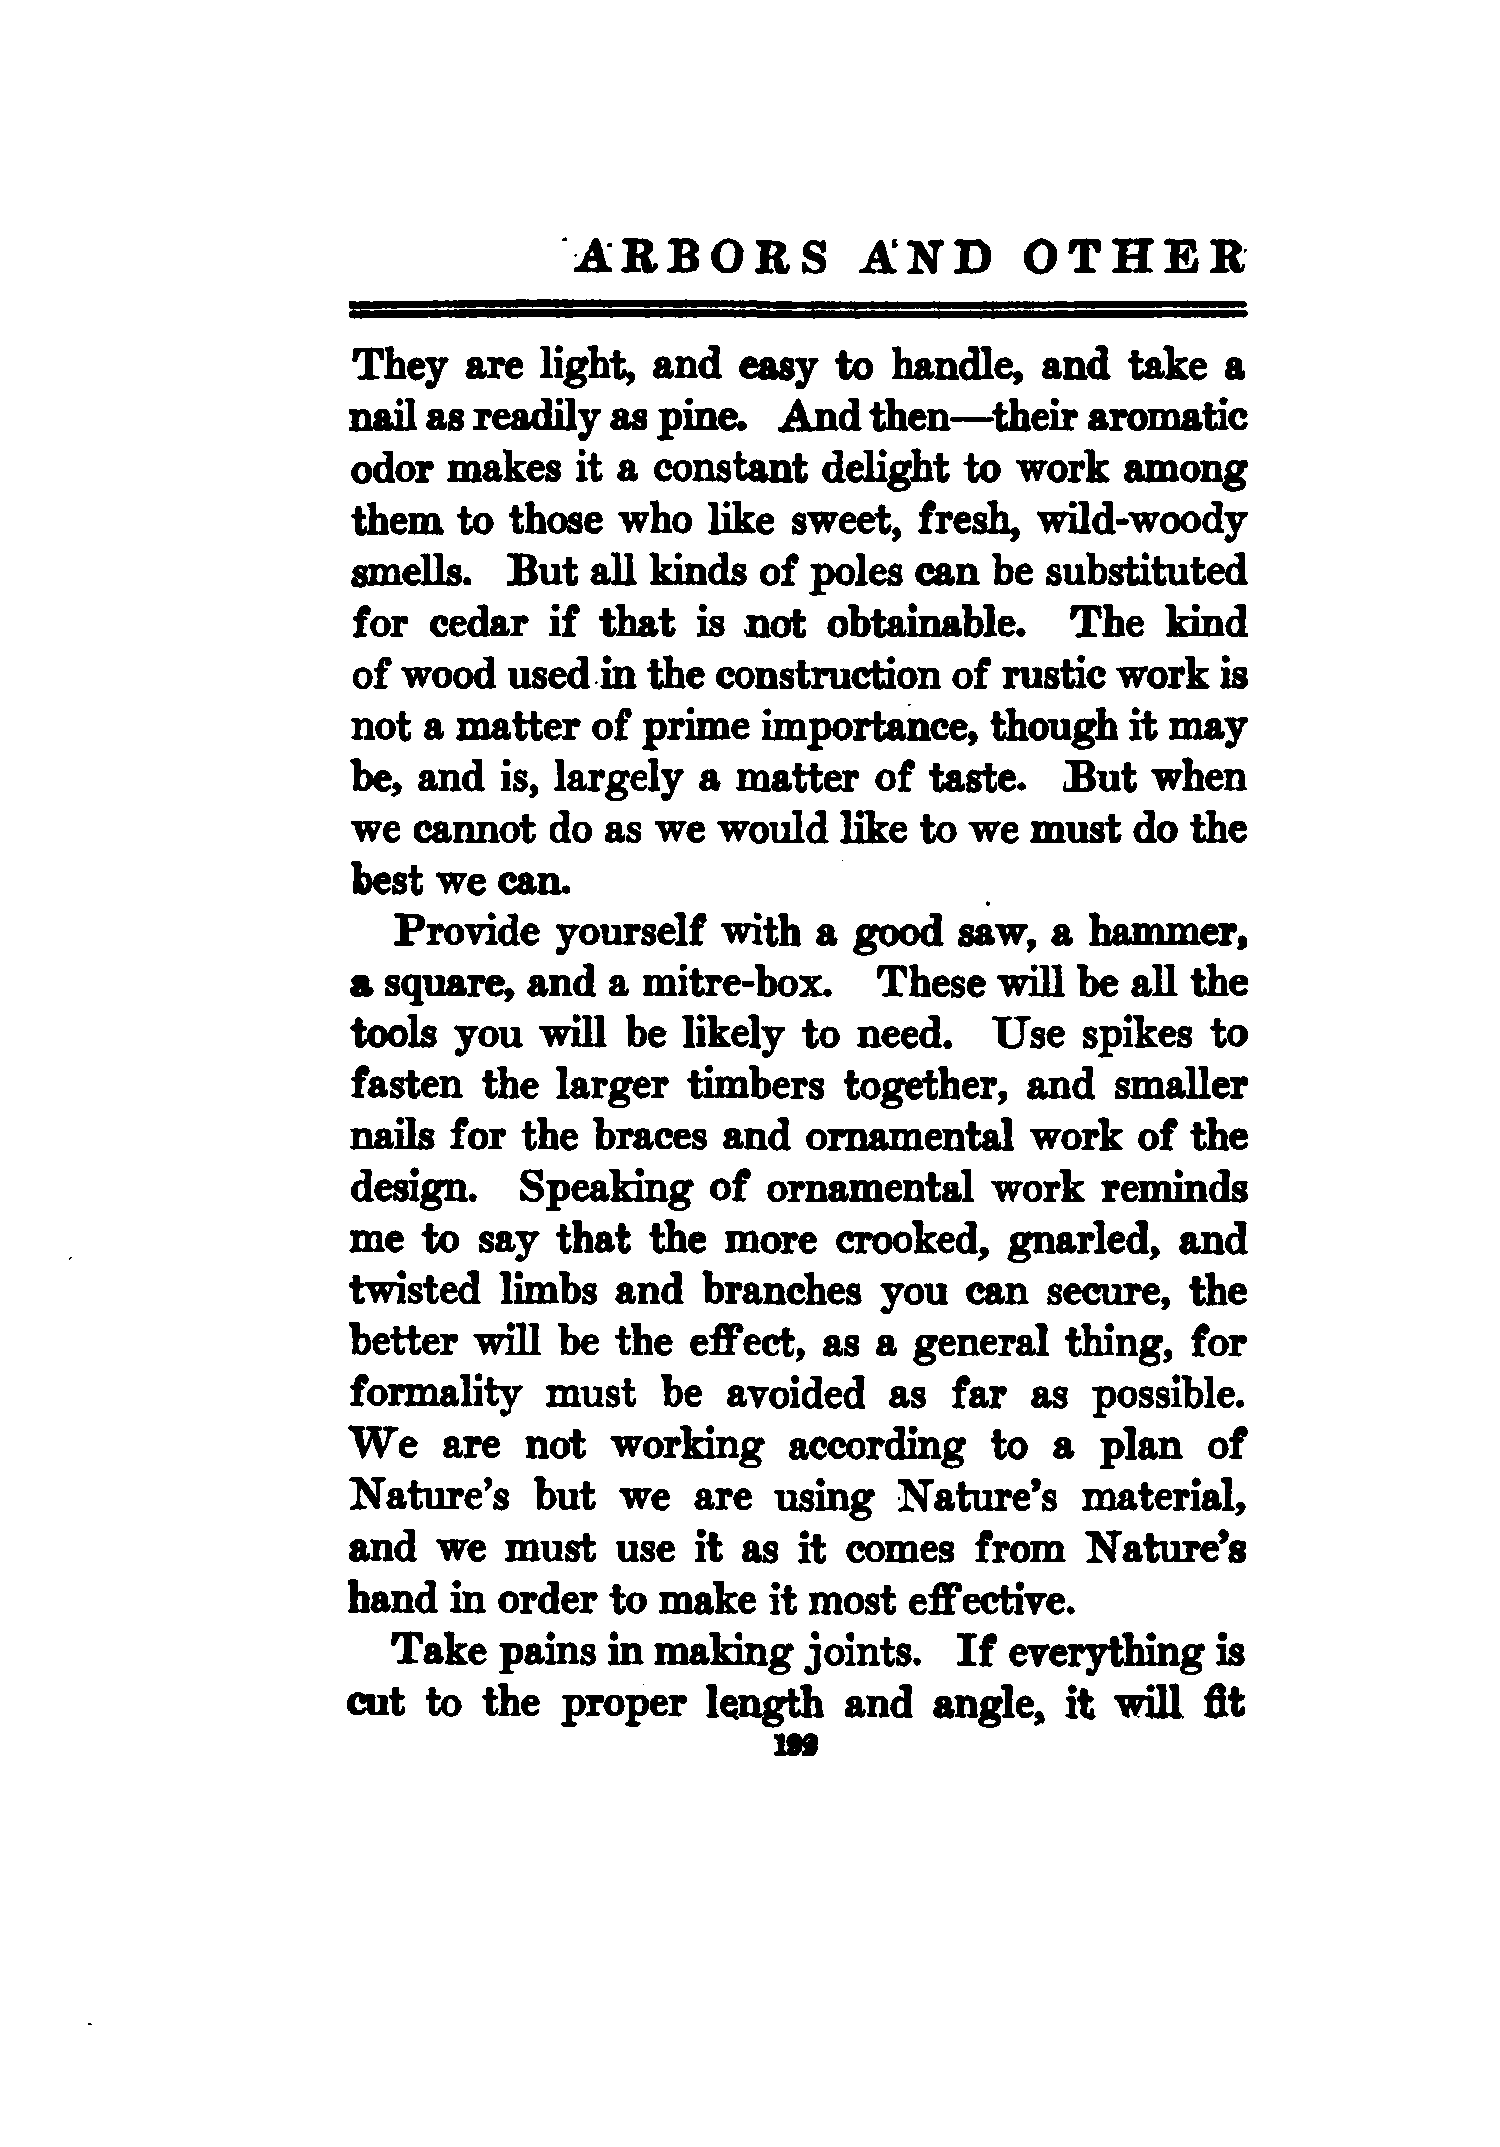 ARBORS AND OTHER
They are light, and easy to handle, and take a
nail as readily as pine. And then—their aromatic
odor makes it a constant delight to work among
them to those who like sweet, fresh, wild-woody
smells. But all kinds of poles can be substituted
for cedar if that is not obtainable. The kind
of wood used in the construction of rustic work is
not a matter of prime importance, though it may
be, and is, largely a matter of taste. But when
we cannot do as we would like to we must do the
best we can.
Provide yourself with a good saw, a hammer,
a square, and a mitre-box. These will be all the
tools you will be likely to need. Use spikes to
fasten the larger timbers together, and smaller
nails for the braces and ornamental work of the
design. Speaking of ornamental work reminds
me to say that the more crooked, gnarled, and
twisted limbs and branches you can secure, the
better will be the effect, as a general thing, for
formality must be avoided as far as possible.
We are not working according to a plan of
Nature's but we are using Nature's material,
and we must use it as it comes from Nature's
hand in order to make it most effective.
Take pains in making joints. If everything is
cut to the proper length and angle, it will fit